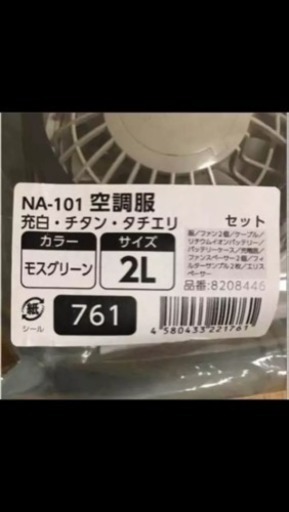 NA-101 空調服
充白・チタン・タチエリ
セット
カラー
サイズ
服/ファン2個/ケーブル/
リチウムイオンバッテリー/
バッテリーケース/充電器/
ファンスペーサー2個/フィ
ルターサンプル2枚/エリス
ペーサー
モスグリーン
2L
品番:8208446
紙
シール
761
4 580433 221761